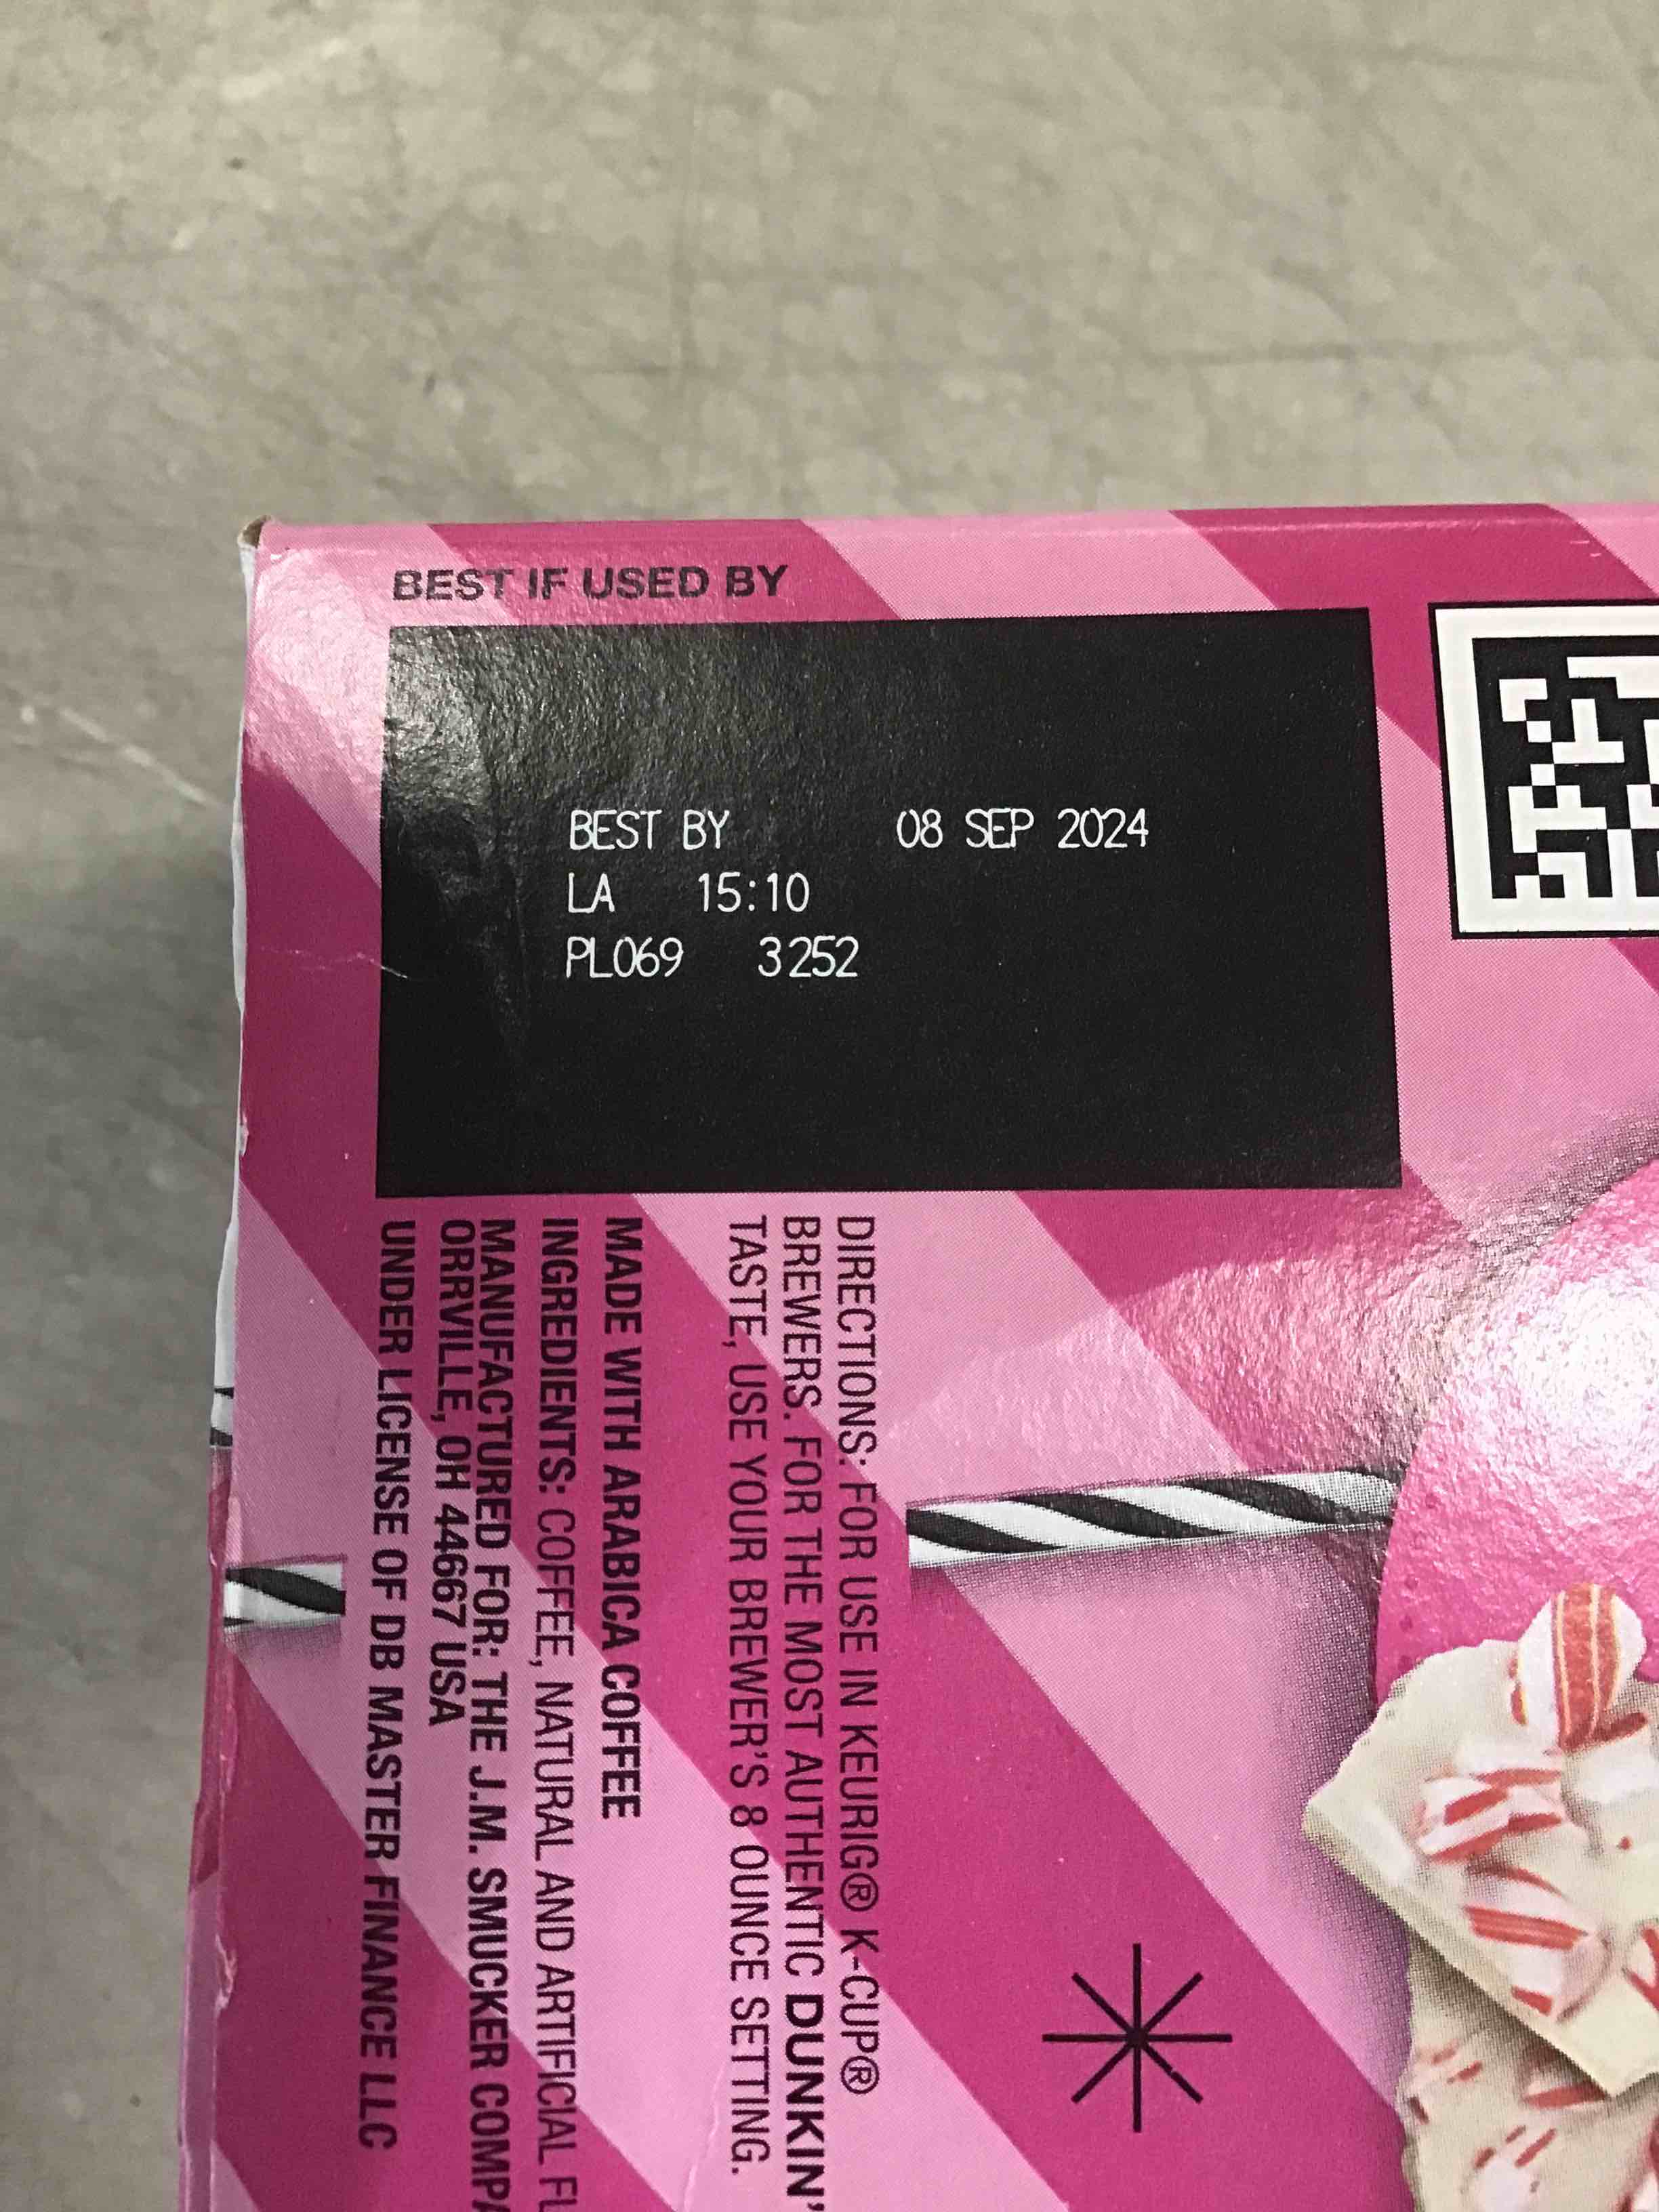 BEST IF USED BY
BEST BY 08 SEP 2024
LA 15:10
PL069 3252
DIRECTIONS: FOR USE IN KEURIG® K-CUP®
BREWERS. FOR THE MOST AUTHENTIC DUNKIN'
TASTE, USE YOUR BREWER'S 8 OUNCE SETTING.
MADE WITH ARABICA COFFEE
INGREDIENTS: COFFEE, NATURAL AND ARTIFICIAL
MANUFACTURED FOR: THE J.M. SMUCKER
ORRVILLE, OH 44667 USA
UNDER LICENSE OF DB MASTER FINANCE LLC